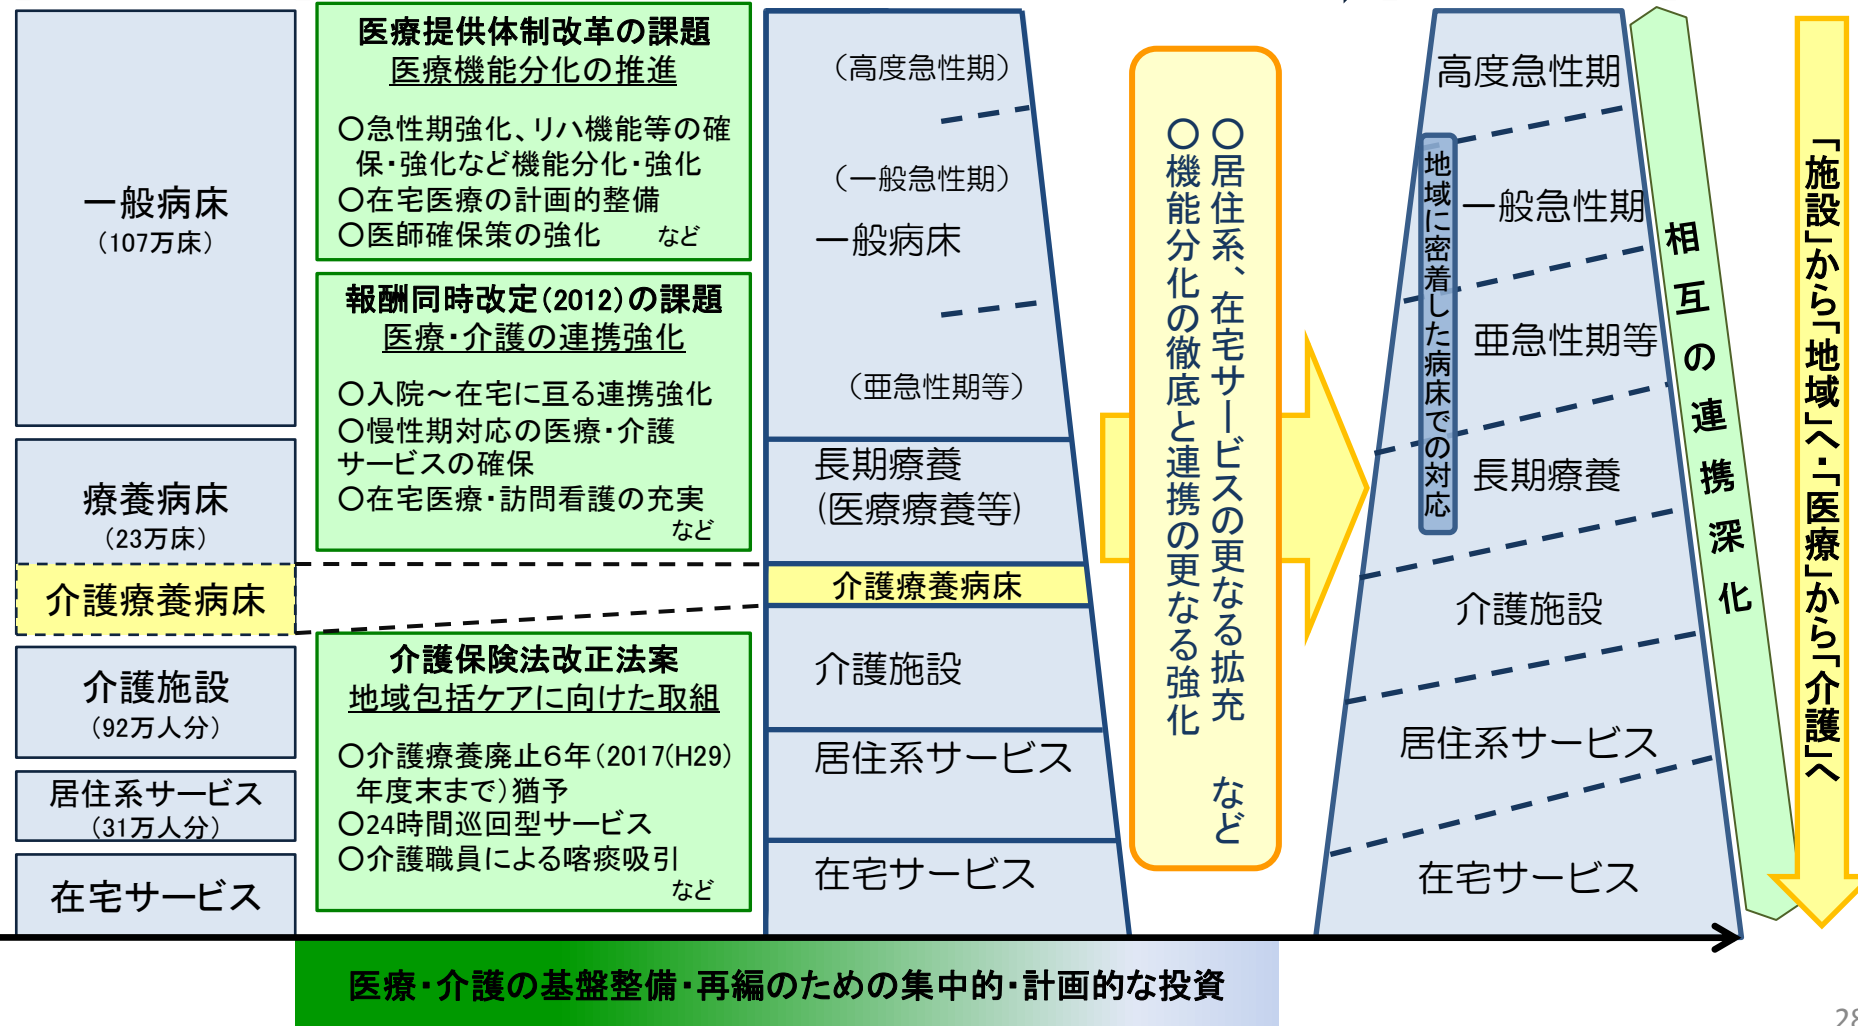 一般病床
(107万床)
療養病床
(23万床)
介護療養病床
介護施設
(92万人分)
居住系サービス
(31万人分)
在宅サービス
医療提供体制改革の課題
医療機能分化の推進
○急性期強化、リハ機能等の確
保・強化など機能分化・強化
○在宅医療の計画的整備
○医師確保策の強化 など
報酬同時改定(2012)の課題
医療・介護の連携強化
○入院～在宅に亘る連携強化
○慢性期対応の医療・介護
サービスの確保
○在宅医療・訪問看護の充実
など
介護保険法改正法案
地域包括ケアに向けた取組
○介護療養廃止6年(2017(H29)
年度末まで)猶予
○24時間巡回型サービス
○介護職員による喀痰吸引
など
(高度急性期)
(一般急性期)
一般病床
(亜急性期等)
長期療養
(医療療養等)
介護療養病床
介護施設
居住系サービス
在宅サービス
○居住系、在宅サービスの更なる拡充 など
○機能分化の徹底と連携の更なる強化
高度急性期
一般急性期
亜急性期等
長期療養
介護施設
居住系サービス
在宅サービス
地域に密着した病床での対応
相互の連携深化
「施設」から「地域」へ・「医療」から「介護」へ
医療・介護の基盤整備・再編のための集中的・計画的な投資
28